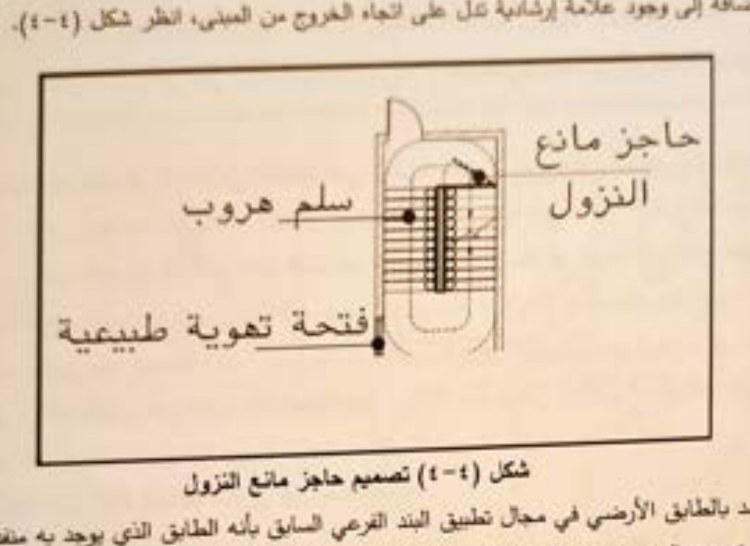 إلى وجود علامة إرشادية تدل على اتجاه الخروج من المبنى، انظر شكل (٤-٤).
حاجز مانع
النزول
سلم هروب
فتحة تهوية طبيعية
شكل (٤-٤) تصميم حاجز مانع النزول
بالطابق الأرضي في مجال تطبيق البند الفرعي السابق بأنه الطابق الذي يوجد به